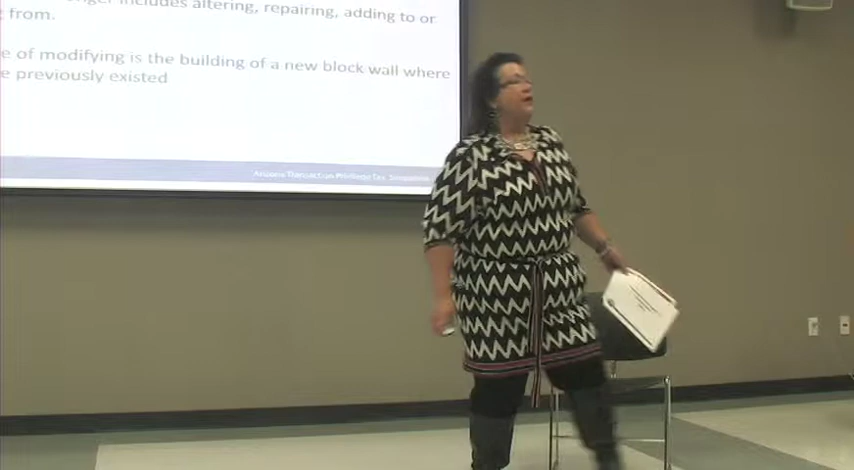 includes altering, repairing, adding to or
from.
e of modifying is the building of a new block wall where
e previously existed
Arizona Transaction Privilege Tax